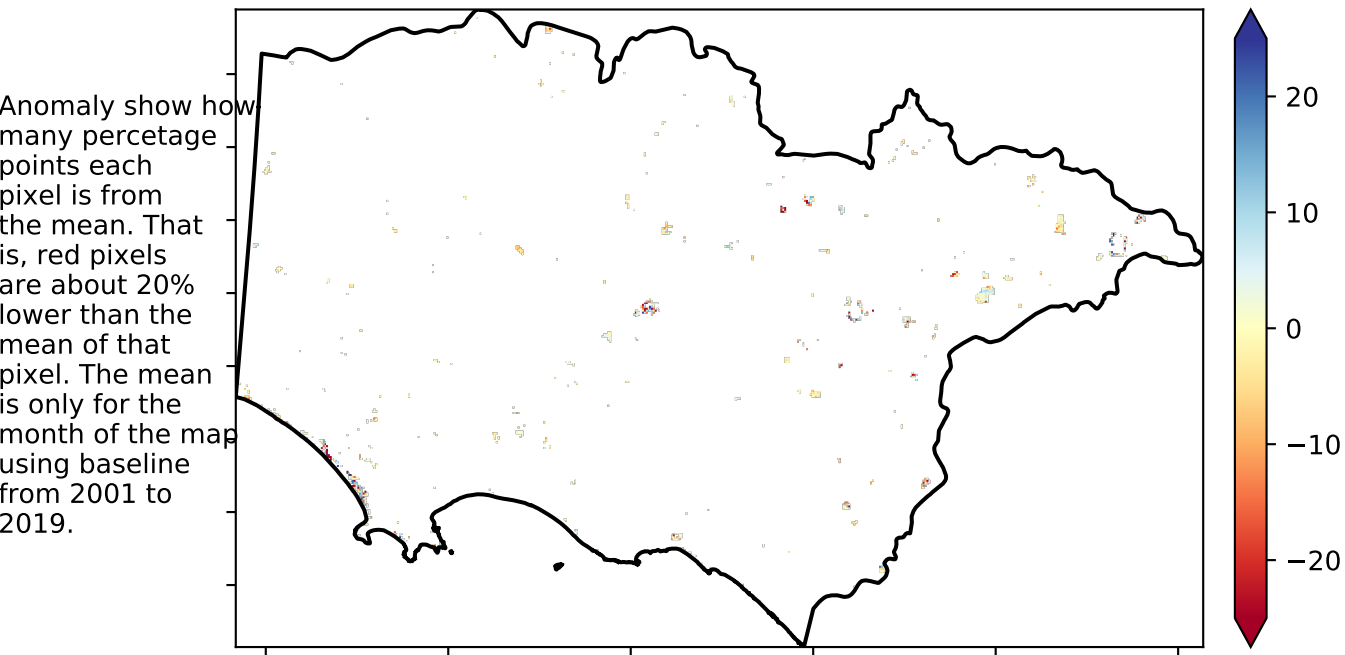 Anomaly show how
many percetage
points each
pixel is from
the mean. That
is, red pixels
are about 20%
lower than the
mean of that
pixel. The mean
is only for the
month of the map
using baseline
from 2001 to
2019.
20
10
0
−10
−20